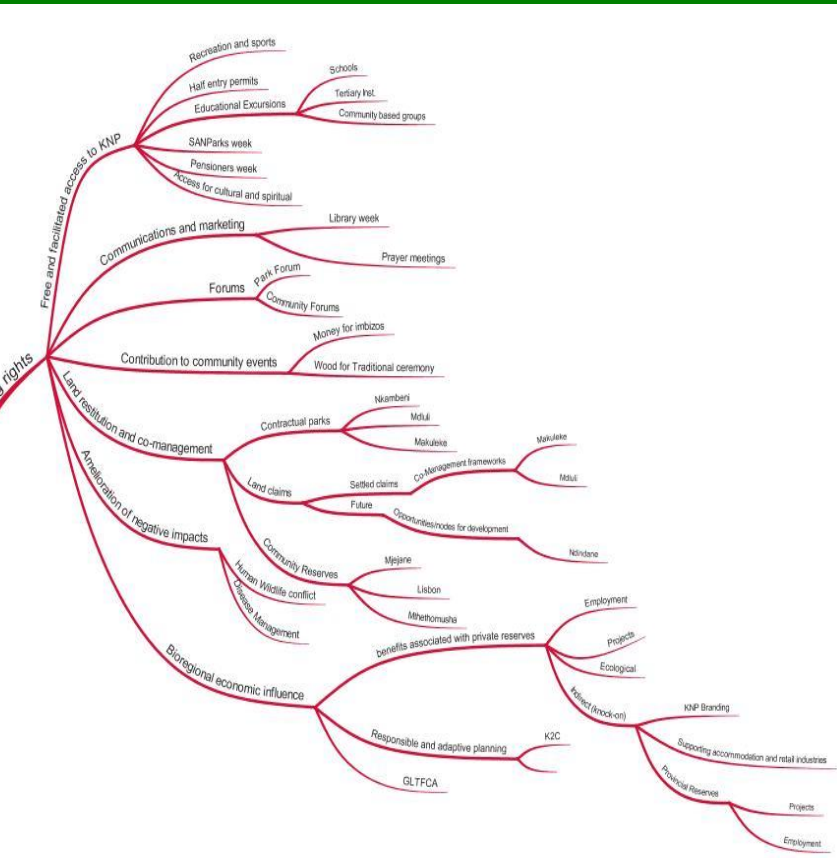 Recreation and sports
Half entry permits
Educational Excursions
Schools
Tertiary Inst.
Community based groups
SANParks week
Pensioners week
Access for cultural and spiritual
Free and facilitated access to KNP
Communications and marketing
Library week
Prayer meetings
Forums
Park Forum
Community Forums
rights
Contribution to community events
Money for imbizos
Wood for Traditional ceremony
Land restitution and co-management
Contractual parks
Nkambeni
Mdluli
Makuleke
Land claims
Settled claims
Co-Management frameworks
Makuleke
Mdluli
Future
Opportunities/nodes for development
Ndindane
Community Reserves
Mjejane
Lisbon
Mthethomusha
Amelioration of negative impacts
Human Wildlife conflict
Disease Management
Bioregional economic influence
benefits associated with private reserves
Employment
Projects
Ecological
Indirect (knock-on)
KNP Branding
Supporting accommodation and retail industries
Provincial Reserves
Projects
Employment
Responsible and adaptive planning
K2C
GLTFCA